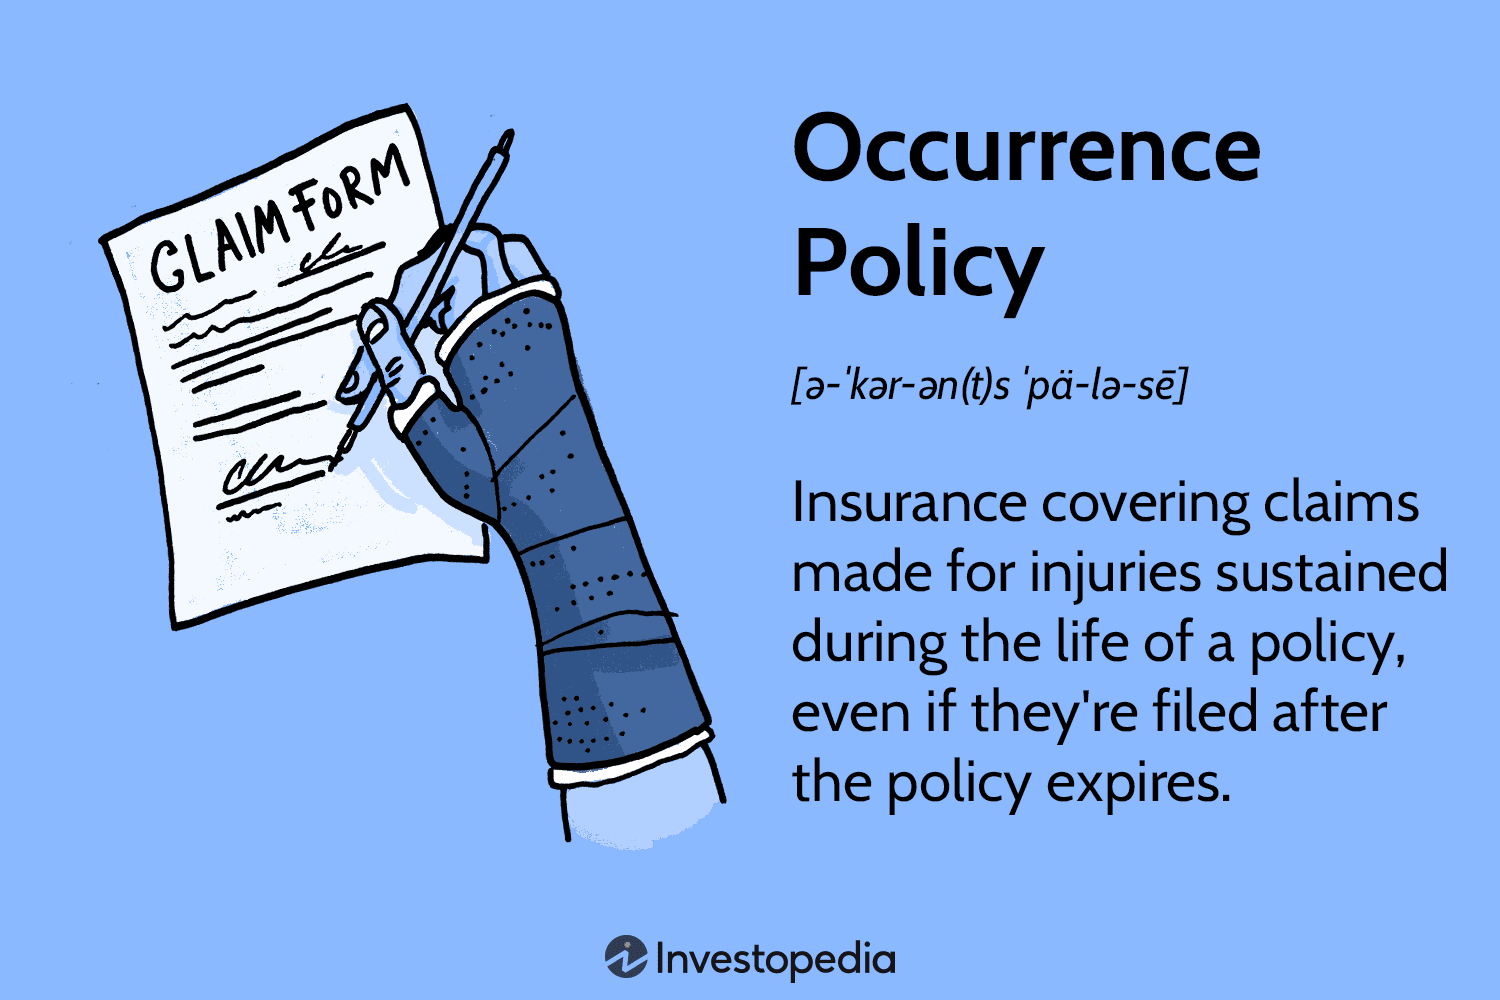 CLAIM FORM
Occurrence
Policy
[ə-ˈkər-ən(t)s ˈpä-lə-sē]
Insurance covering claims
made for injuries sustained
during the life of a policy,
even if they're filed after
the policy expires.
Investopedia